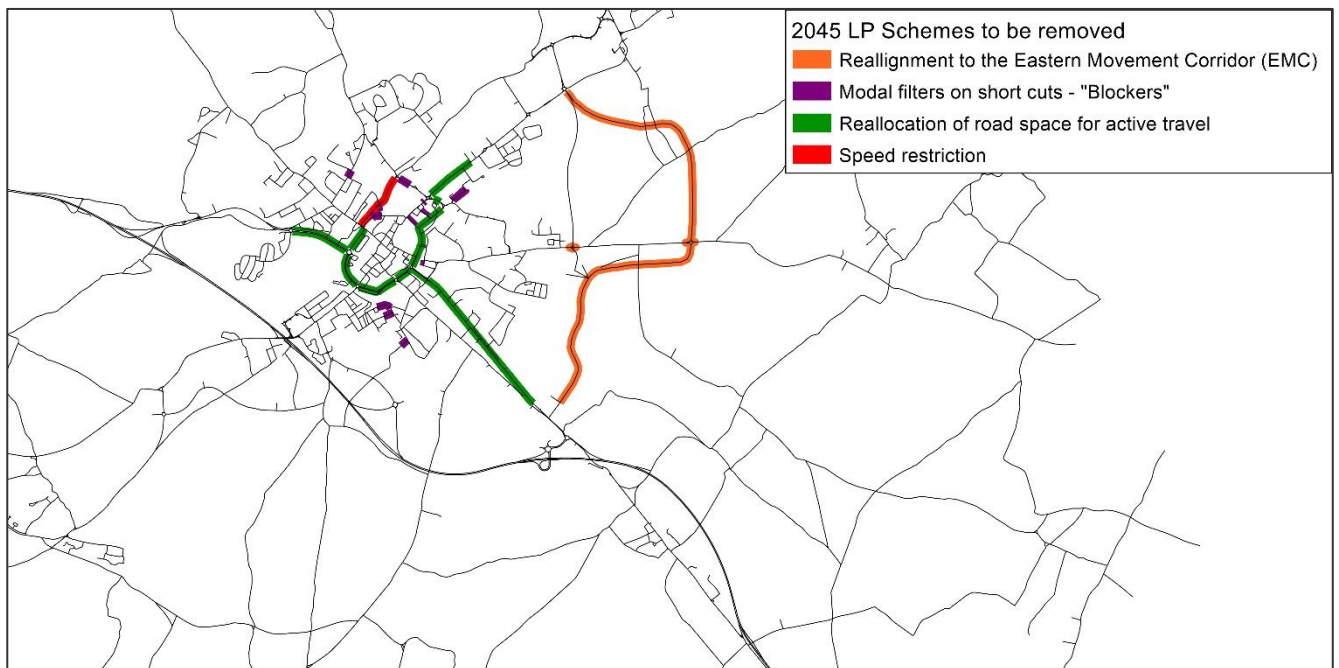 2045 LP Schemes to be removed
Reallignment to the Eastern Movement Corridor (EMC)
Modal filters on short cuts - "Blockers"
Reallocation of road space for active travel
Speed restriction